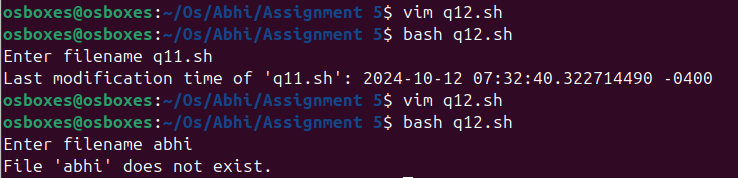 osboxes@osboxes:~/Os/Abhi/Assignment 5$ vim q12.sh
osboxes@osboxes:~/Os/Abhi/Assignment 5$ bash q12.sh
Enter filename q11.sh
Last modification time of 'q11.sh': 2024-10-12 07:32:40.322714490 -0400
osboxes@osboxes:~/Os/Abhi/Assignment 5$ vim q12.sh
osboxes@osboxes:~/Os/Abhi/Assignment 5$ bash q12.sh
Enter filename abhi
File 'abhi' does not exist.